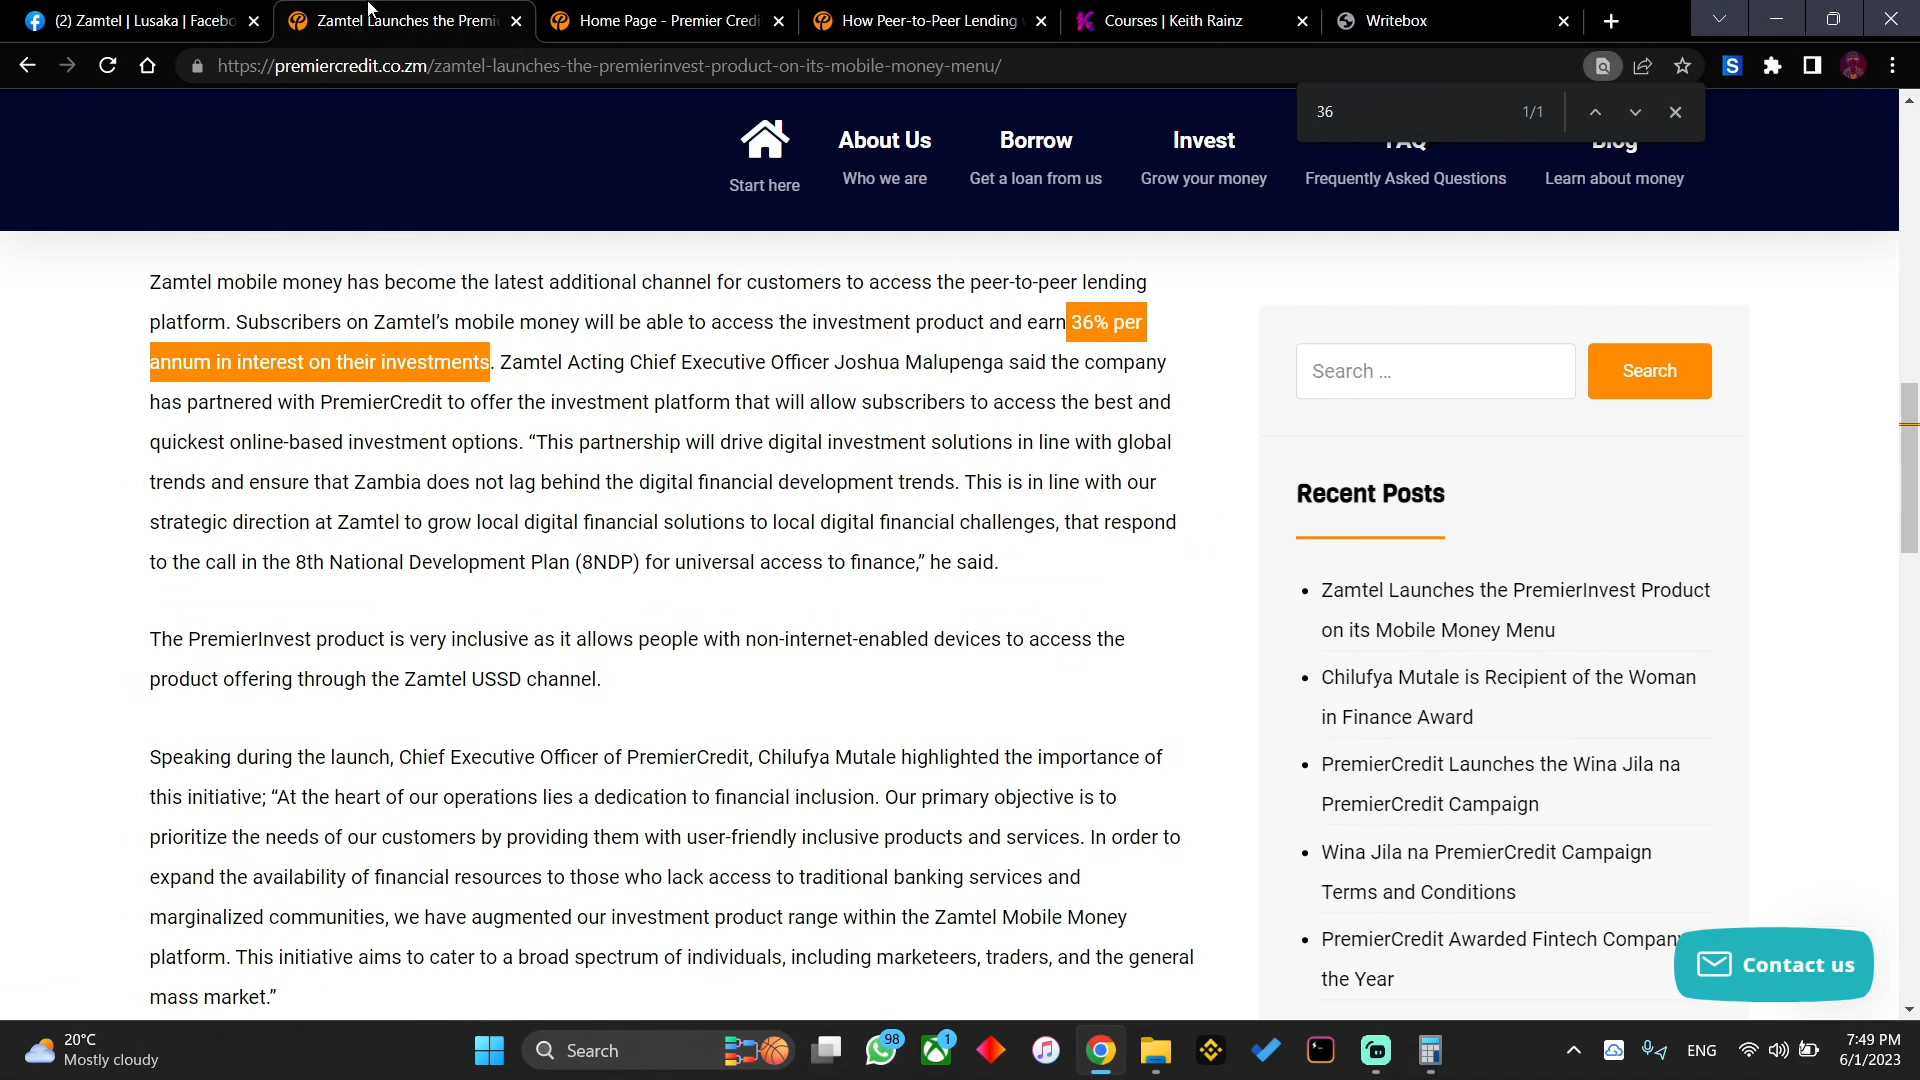 (2) Zamtel | Lusaka | Facebo
Zamtel Launches the Premi
Home Page - Premier Credi
How Peer-to-Peer Lending
Courses | Keith Rainz
Writebox
https://premiercredit.co.zm/zamtel-launches-the-premierinvest-product-on-its-mobile-money-menu/
36
1/1
Start here
About Us
Who we are
Borrow
Get a loan from us
Invest
Grow your money
FAQ
Frequently Asked Questions
Blog
Learn about money
Zamtel mobile money has become the latest additional channel for customers to access the peer-to-peer lending
platform. Subscribers on Zamtel’s mobile money will be able to access the investment product and earn 36% per
annum in interest on their investments. Zamtel Acting Chief Executive Officer Joshua Malupenga said the company
has partnered with PremierCredit to offer the investment platform that will allow subscribers to access the best and
quickest online-based investment options. “This partnership will drive digital investment solutions in line with global
trends and ensure that Zambia does not lag behind the digital financial development trends. This is in line with our
strategic direction at Zamtel to grow local digital financial solutions to local digital financial challenges, that respond
to the call in the 8th National Development Plan (8NDP) for universal access to finance,” he said.
The PremierInvest product is very inclusive as it allows people with non-internet-enabled devices to access the
product offering through the Zamtel USSD channel.
Speaking during the launch, Chief Executive Officer of PremierCredit, Chilufya Mutale highlighted the importance of
this initiative; “At the heart of our operations lies a dedication to financial inclusion. Our primary objective is to
prioritize the needs of our customers by providing them with user-friendly inclusive products and services. In order to
expand the availability of financial resources to those who lack access to traditional banking services and
marginalized communities, we have augmented our investment product range within the Zamtel Mobile Money
platform. This initiative aims to cater to a broad spectrum of individuals, including marketeers, traders, and the general
mass market.”
Search …
Search
Recent Posts
Zamtel Launches the PremierInvest Product
on its Mobile Money Menu
Chilufya Mutale is Recipient of the Woman
in Finance Award
PremierCredit Launches the Wina Jila na
PremierCredit Campaign
Wina Jila na PremierCredit Campaign
Terms and Conditions
PremierCredit Awarded Fintech Company
the Year
Contact us
20°C
Mostly cloudy
Search
98
1
ENG
7:49 PM
6/1/2023